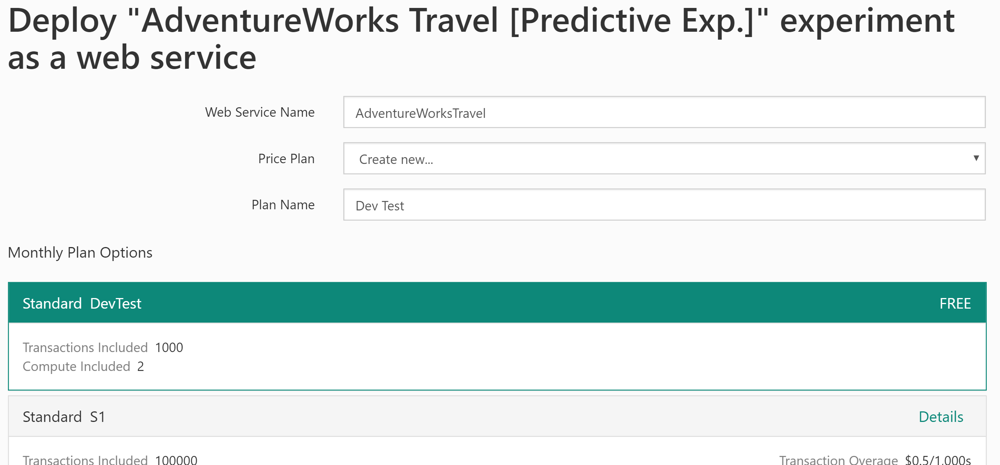 Deploy "AdventureWorks Travel [Predictive Exp.]" experiment
as a web service
Web Service Name AdventureWorksTravel
Price Plan Create new...
Plan Name Dev Test
Monthly Plan Options
Standard DevTest FREE
Transactions Included 1000
Compute Included 2
Standard S1 Details
Transactions Included 100000 Transaction Overage $0.5/1,000s